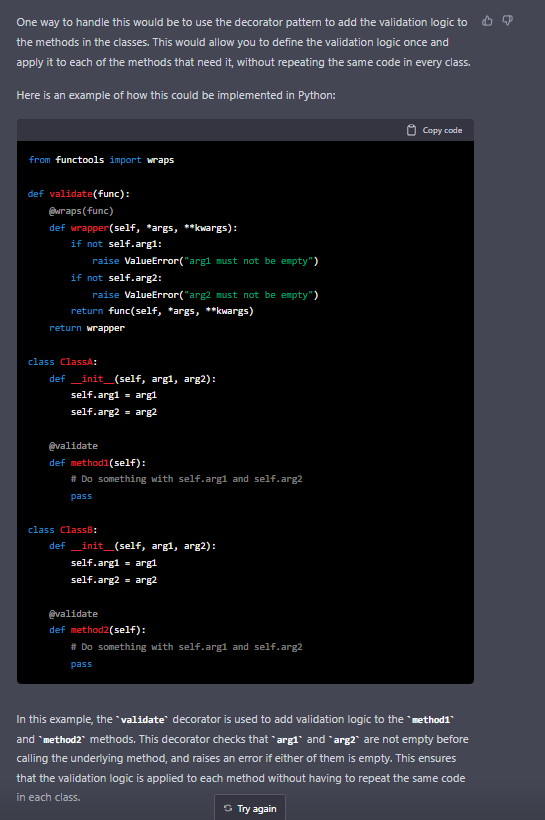 One way to handle this would be to use the decorator pattern to add the validation logic to
the methods in the classes. This would allow you to define the validation logic once and
apply it to each of the methods that need it, without repeating the same code in every class.
Here is an example of how this could be implemented in Python:
Copy code
from functools import wraps
def validate(func):
    @wraps(func)
    def wrapper(self, *args, **kwargs):
        if not self.arg1:
            raise ValueError("arg1 must not be empty")
        if not self.arg2:
            raise ValueError("arg2 must not be empty")
        return func(self, *args, **kwargs)
    return wrapper
class ClassA:
    def __init__(self, arg1, arg2):
        self.arg1 = arg1
        self.arg2 = arg2
    @validate
    def method1(self):
        # Do something with self.arg1 and self.arg2
        pass
class ClassB:
    def __init__(self, arg1, arg2):
        self.arg1 = arg1
        self.arg2 = arg2
    @validate
    def method2(self):
        # Do something with self.arg1 and self.arg2
        pass
In this example, the `validate` decorator is used to add validation logic to the `method1`
and `method2` methods. This decorator checks that `arg1` and `arg2` are not empty before
calling the underlying method, and raises an error if either of them is empty. This ensures
that the validation logic is applied to each method without having to repeat the same code
in each class.
Try again